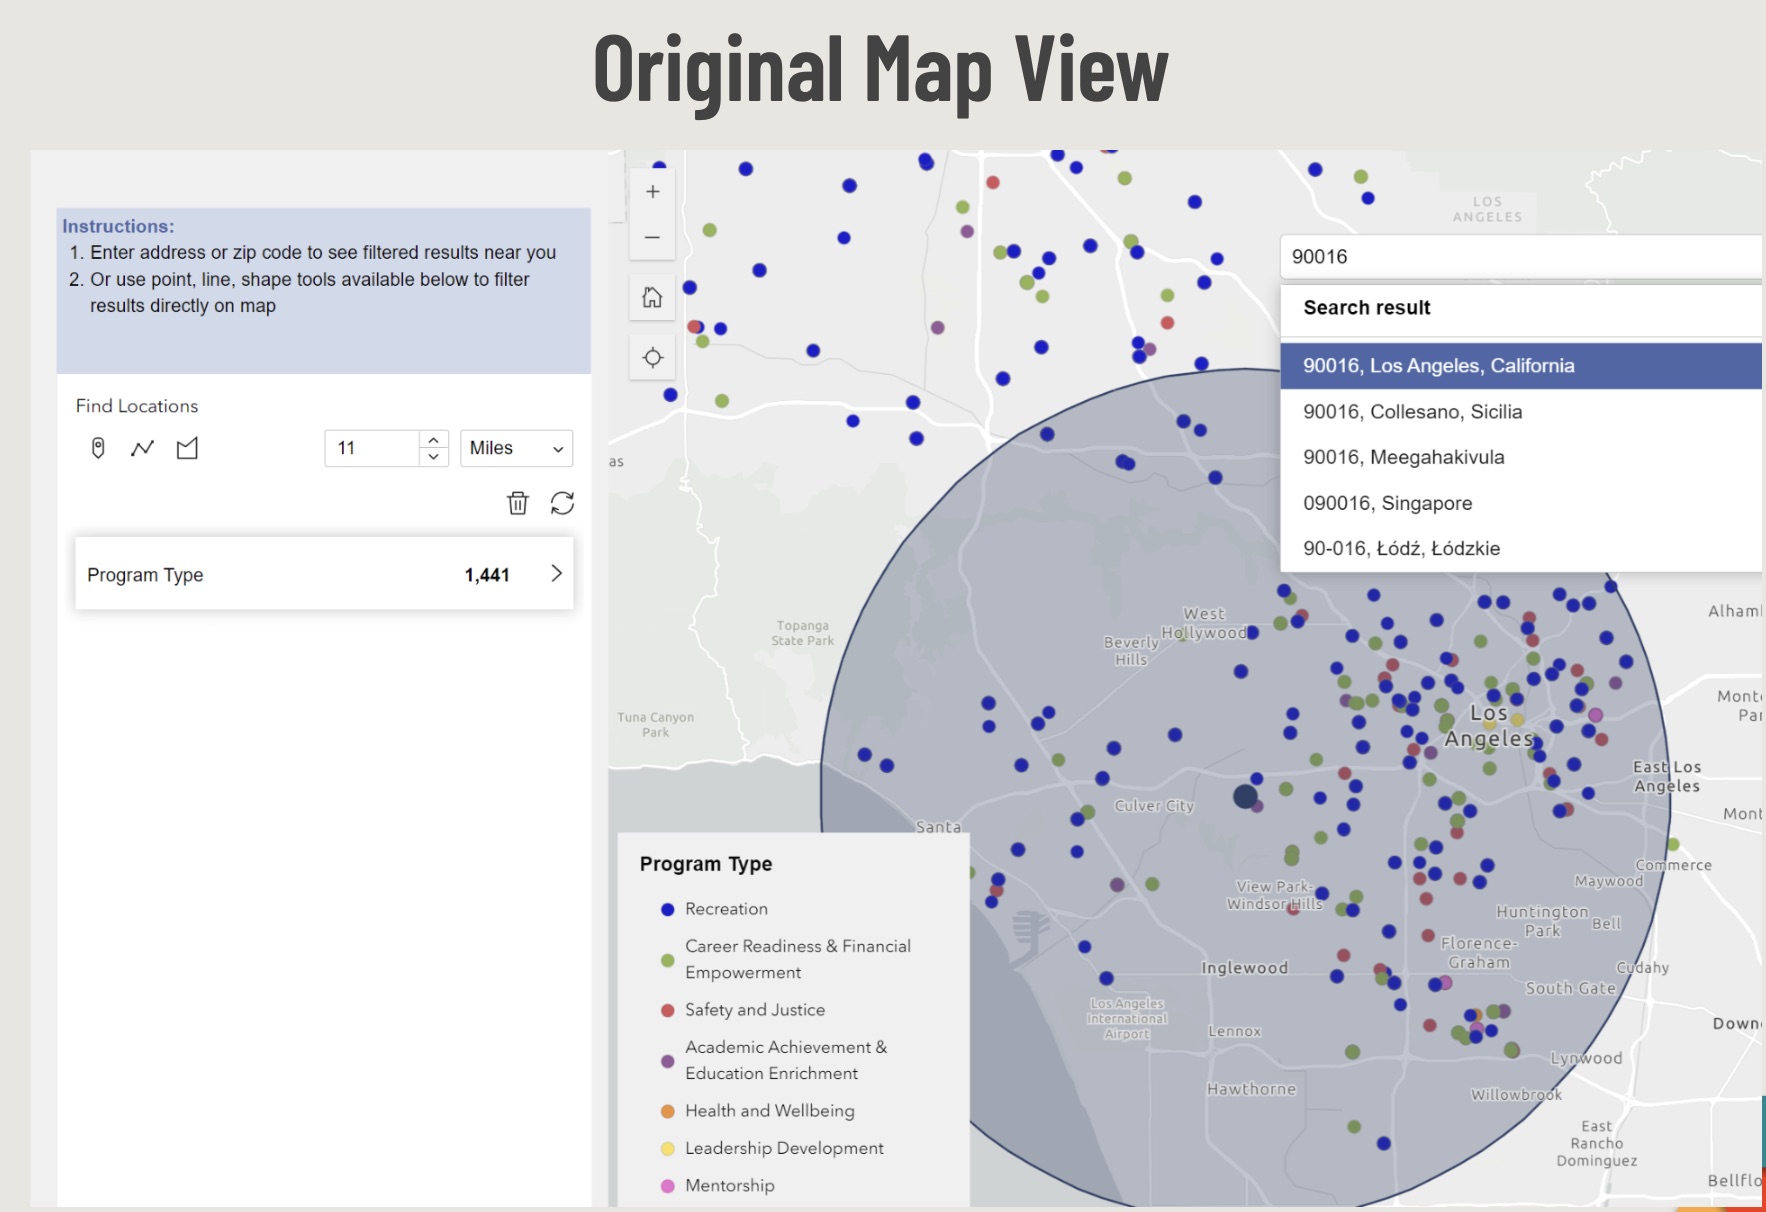 Original Map View
Instructions:
1. Enter address or zip code to see filtered results near you
2. Or use point, line, shape tools available below to filter
results directly on map
Find Locations
11
Miles
Program Type
1,441
LOS
ANGELES
90016
Search result
90016, Los Angeles, California
90016, Collesano, Sicilia
90016, Meegahakivula
090016, Singapore
90-016, Łódź, Łódzkie
as
Topanga
State Park
West
Hollywood
Beverly
Hills
Alham
Tuna Canyon
Park
Mont
Par
Los
Angeles
East Los
Angeles
Culver City
Mont
Santa
Commerce
Maywood
View Park-
Windsor Hills
Huntington
Park
Bell
Florence-
Graham
Inglewood
Cudahy
South Gate
Los Angeles
International
Airport
Lennox
Down
Lynwood
Hawthorne
Willowbrook
East
Rancho
Dominguez
Bellflo
Program Type
Recreation
Career Readiness & Financial
Empowerment
Safety and Justice
Academic Achievement &
Education Enrichment
Health and Wellbeing
Leadership Development
Mentorship